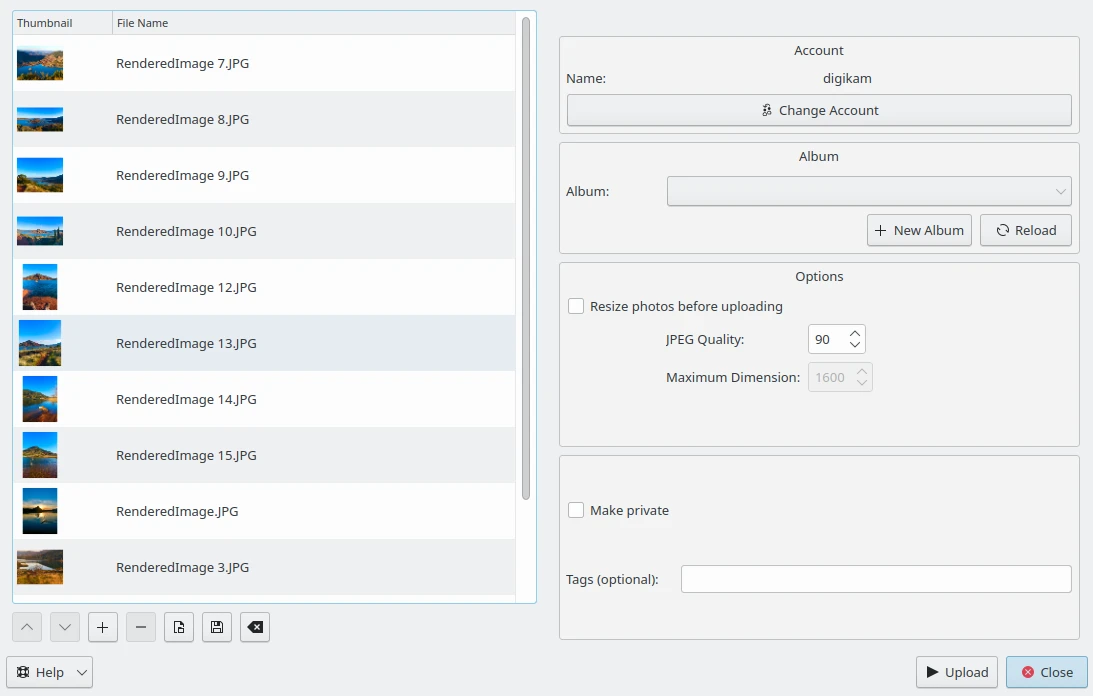 Thumbnail File Name
RenderedImage 7.JPG
RenderedImage 8.JPG
RenderedImage 9.JPG
RenderedImage 10.JPG
RenderedImage 12.JPG
RenderedImage 13.JPG
RenderedImage 14.JPG
RenderedImage 15.JPG
RenderedImage.JPG
RenderedImage 3.JPG
Help
Account
Name: digikam
Change Account
Album
Album:
New Album Reload
Options
Resize photos before uploading
JPEG Quality: 90
Maximum Dimension: 1600
Make private
Tags (optional):
Upload Close